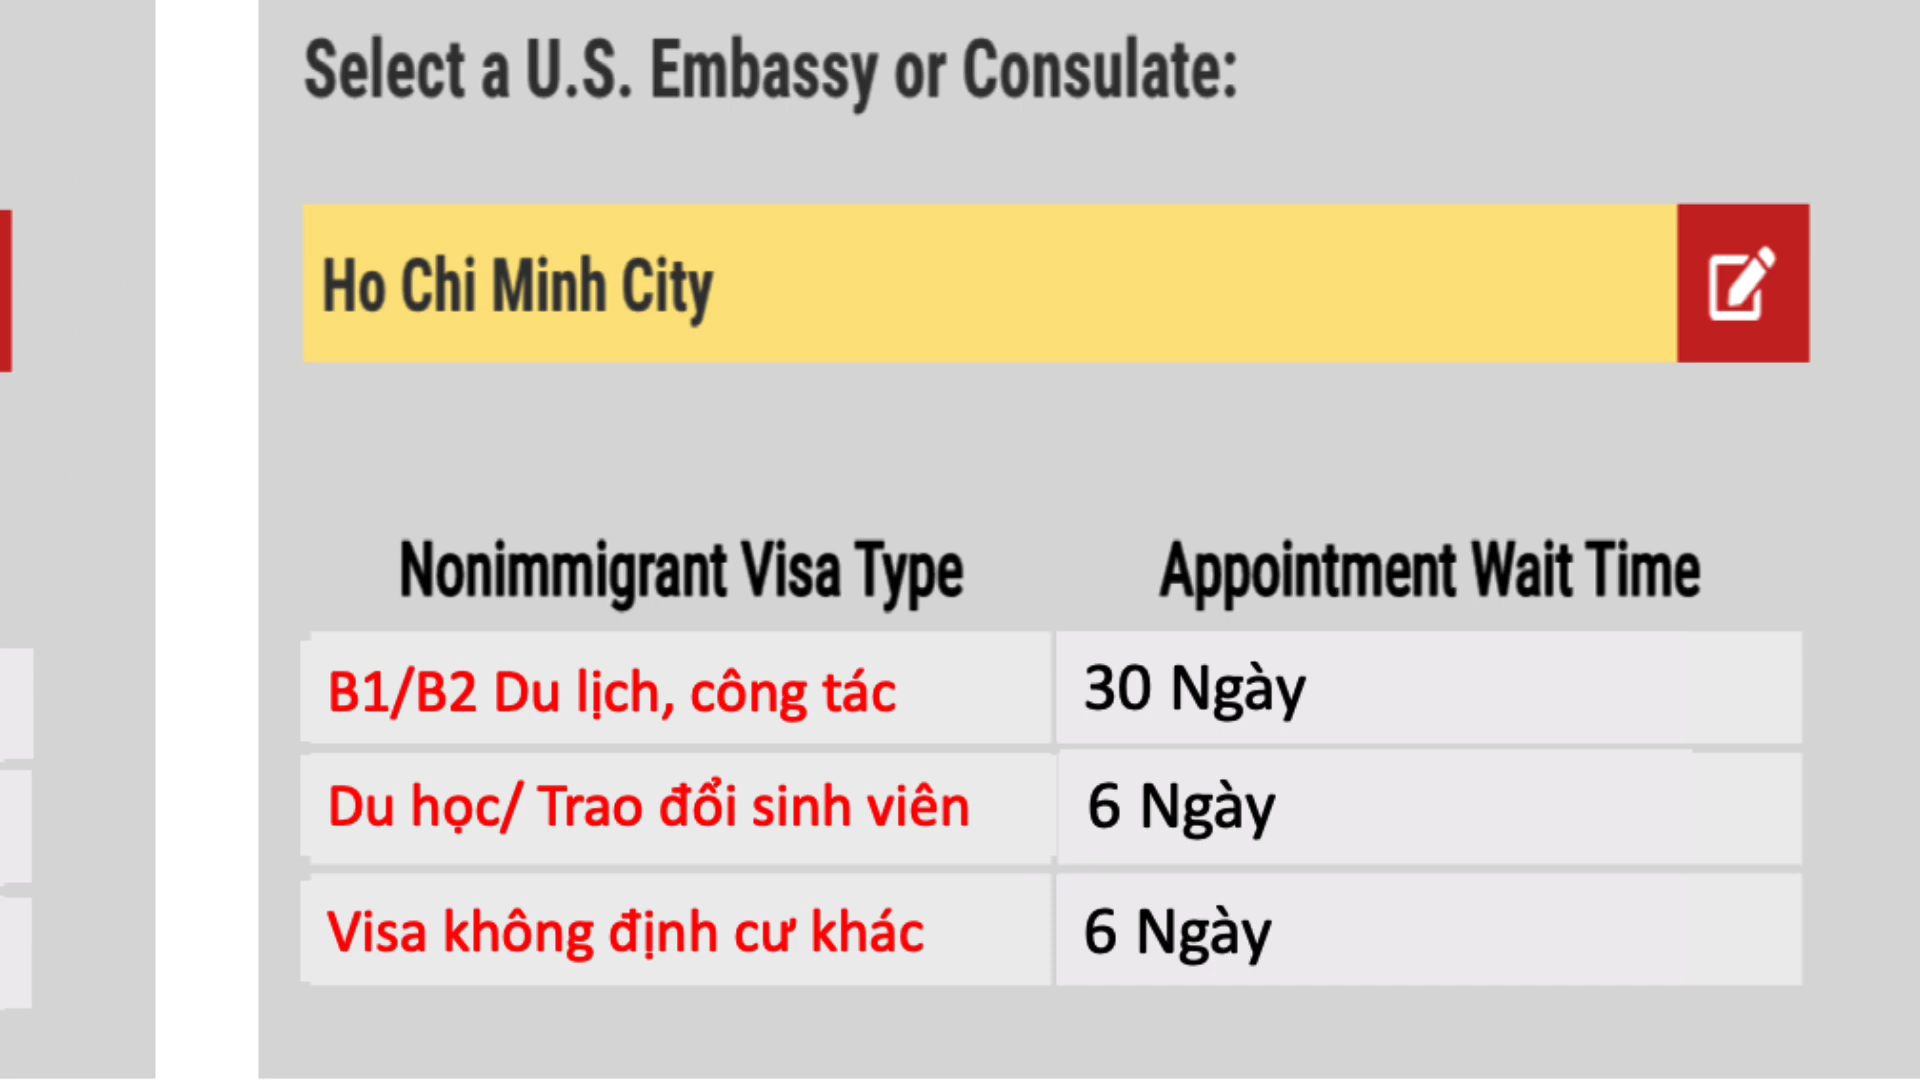 Select a U.S. Embassy or Consulate:
Ho Chi Minh City
Nonimmigrant Visa Type Appointment Wait Time
B1/B2 Du lịch, công tác 30 Ngày
Du học/ Trao đổi sinh viên 6 Ngày
Visa không định cư khác 6 Ngày